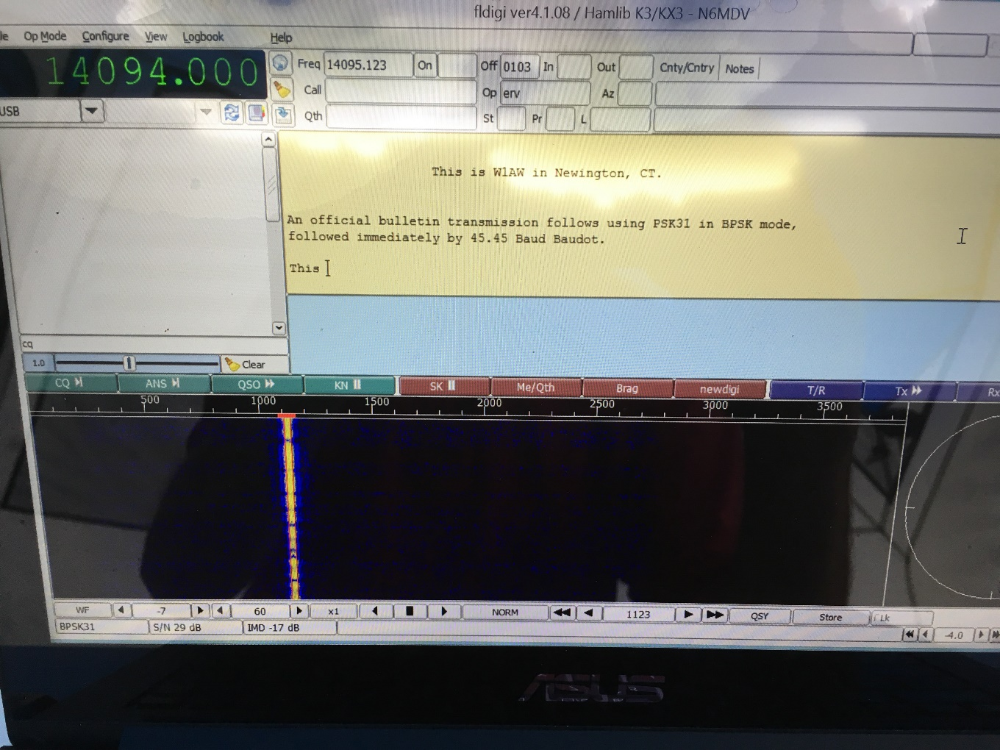 fldigi ver4.1.08 / Hamlib K3/KX3 - N6MDV
le Op Mode Configure View Logbook Help
14094.000
Freq 14095.123 On Off 0103 In Out Cnty/Cntry Notes
Call Op erv Az
USB
Qth St Pr L
This is W1AW in Newington, CT.
An official bulletin transmission follows using PSK31 in BPSK mode,
followed immediately by 45.45 Baud Baudot.
This
cq
1.0 Clear
CQ ANS QSO KN SK Me/Qth Brag newdigi T/R Tx Rx
500 1000 1500 2000 2500 3000 3500
WF -7 60 x1 NORM 1123 QSY Store Lk
BPSK31 S/N 29 dB IMD -17 dB -4.0
ASUS